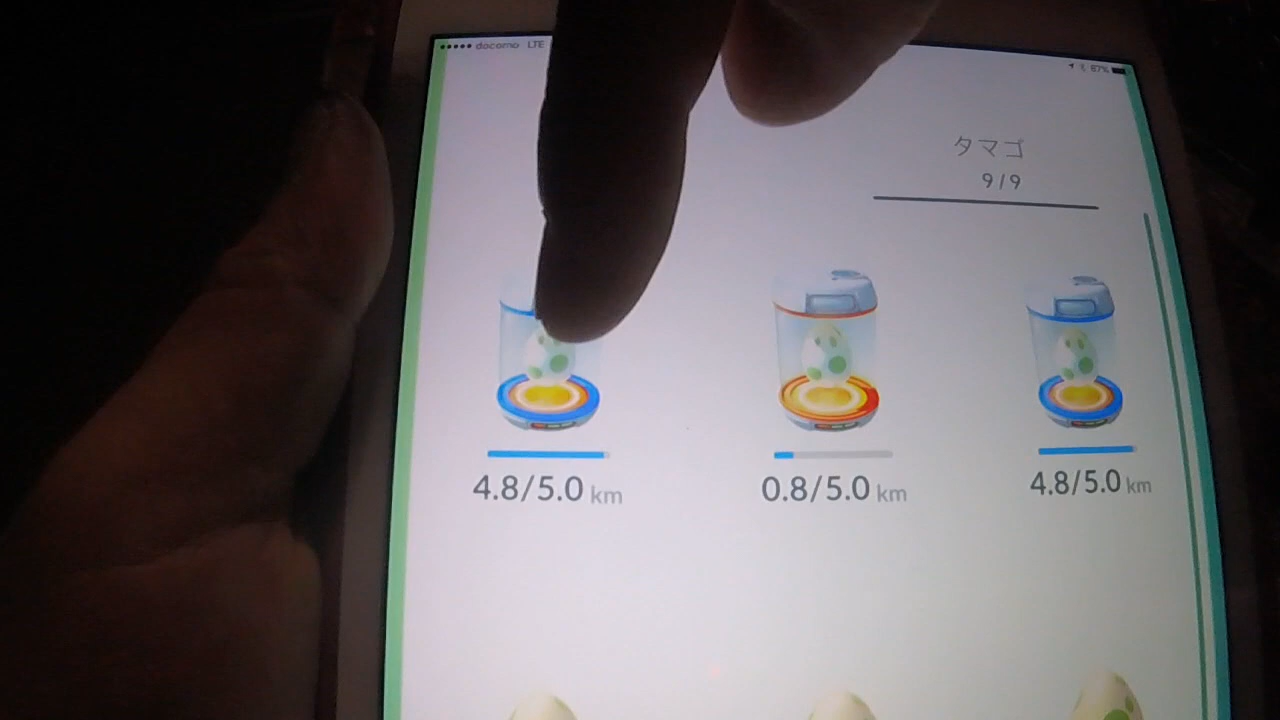 docomo LTE
67%
タマゴ
9/9
4.8/5.0 km
0.8/5.0 km
4.8/5.0 km